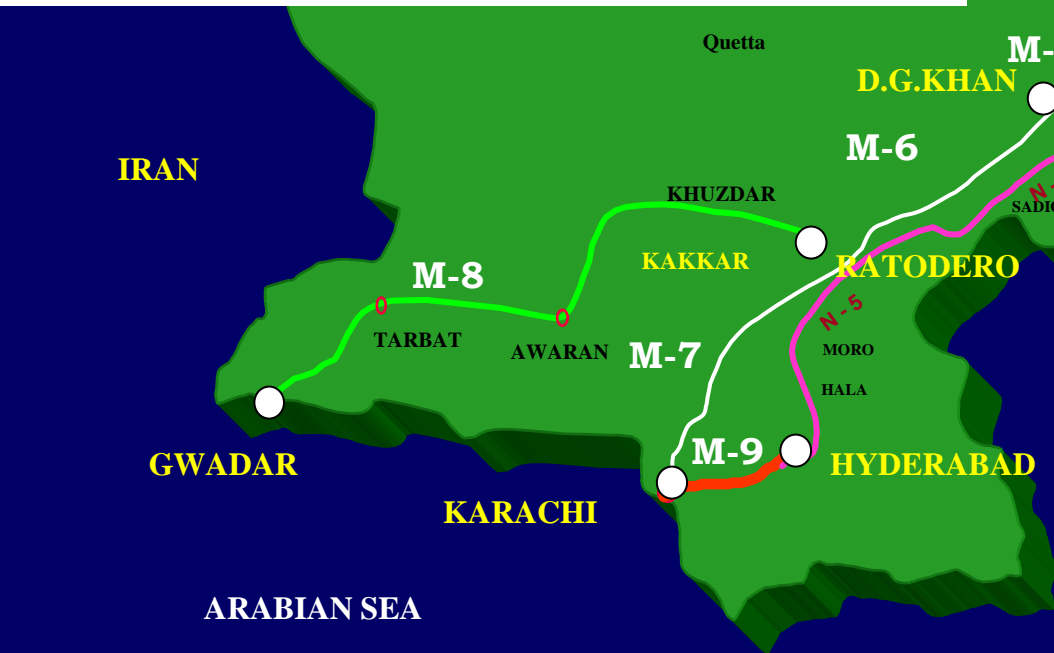 Quetta
M-
D.G.KHAN
M-6
IRAN
KHUZDAR
N-
KAKKAR
RATODERO
M-8
N - 5
TARBAT
AWARAN
M-7
MORO
HALA
M-9
GWADAR
HYDERABAD
KARACHI
ARABIAN SEA